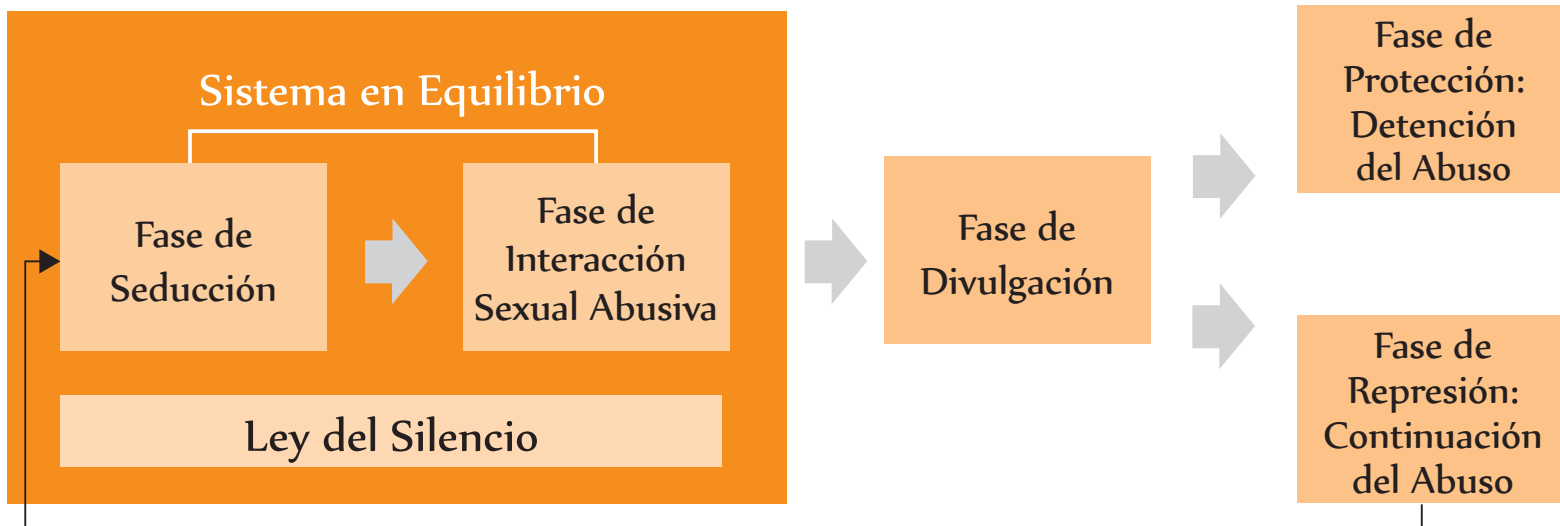 Sistema en Equilibrio
Fase de
Seducción
Fase de
Interacción
Sexual Abusiva
Ley del Silencio
Fase de
Divulgación
Fase de
Protección:
Detención
del Abuso
Fase de
Represión:
Continuación
del Abuso